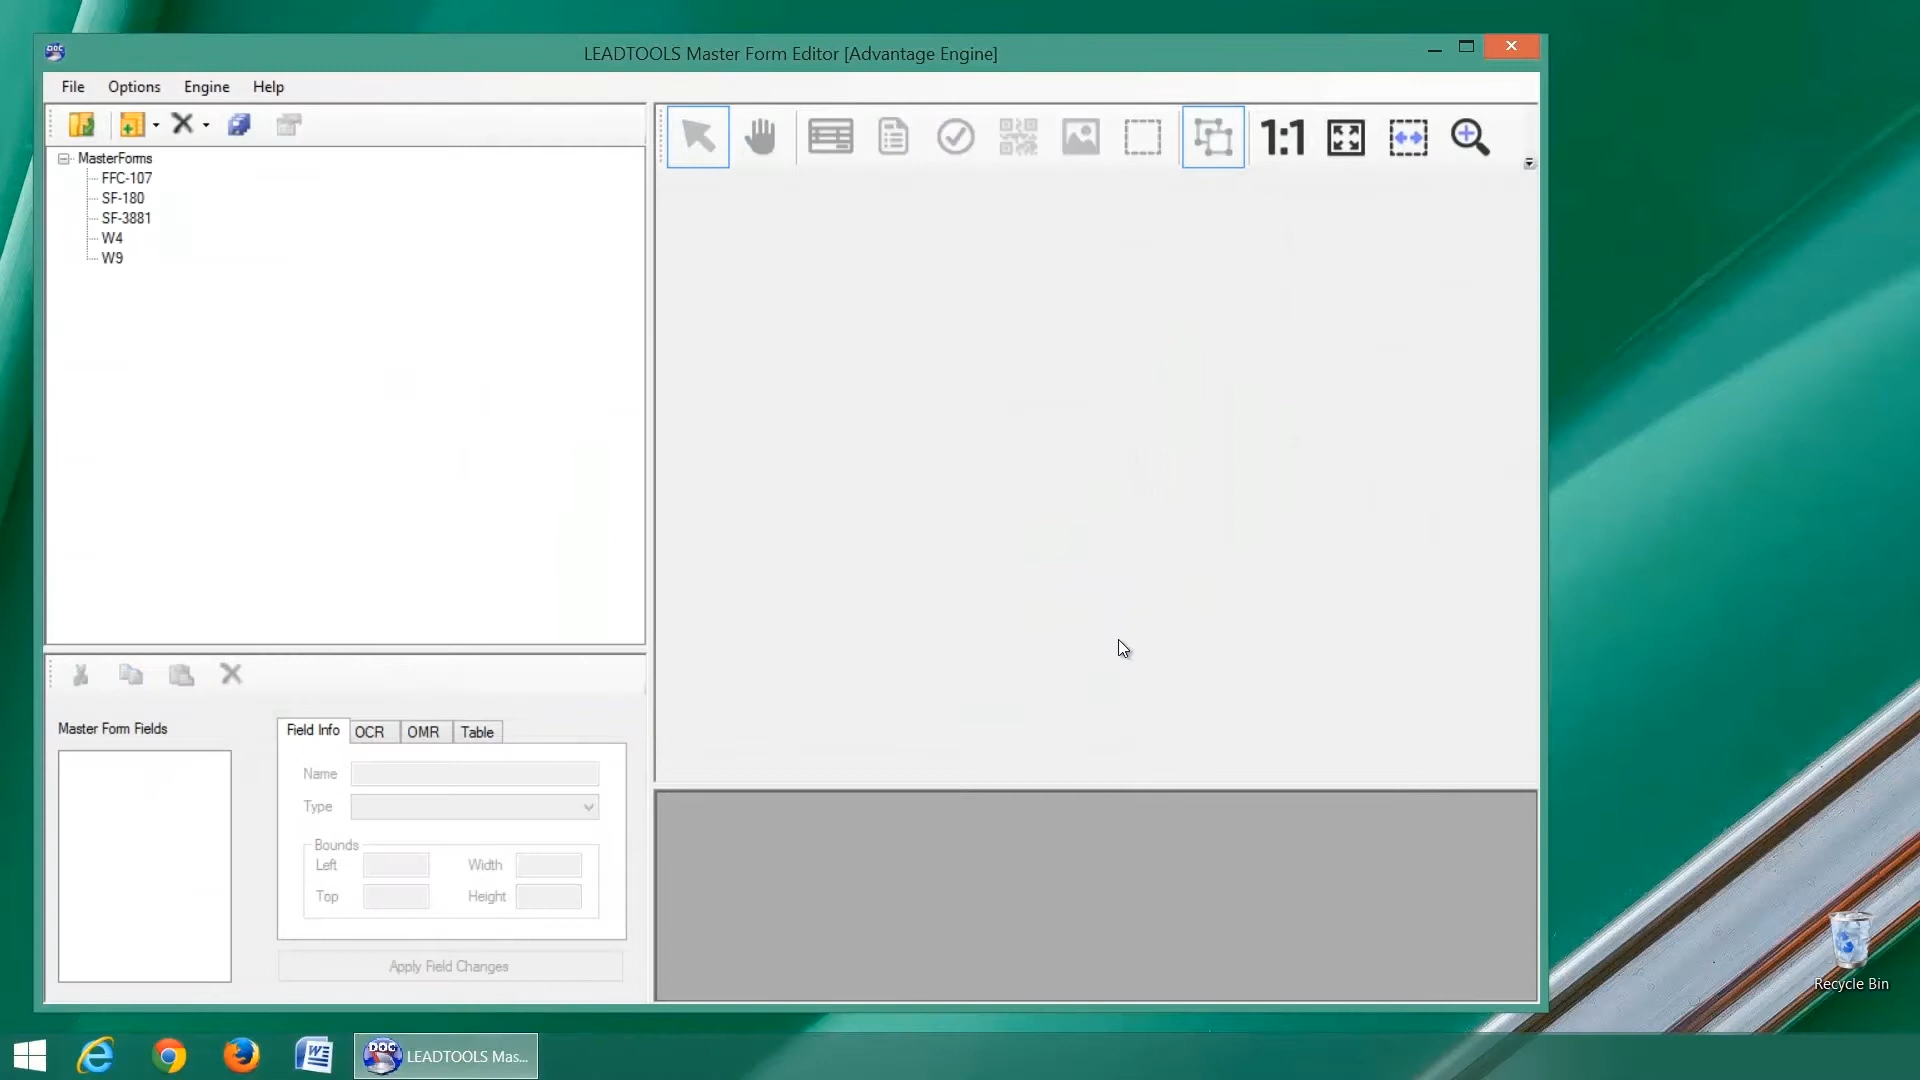 LEADTOOLS Master Form Editor [Advantage Engine]
File Options Engine Help
1:1
MasterForms
FFC-107
SF-180
SF-3881
W4
W9
Master Form Fields
Field Info OCR OMR Table
Name
Type
Bounds
Left Width
Top Height
Apply Field Changes
Recycle Bin
LEADTOOLS Mas...